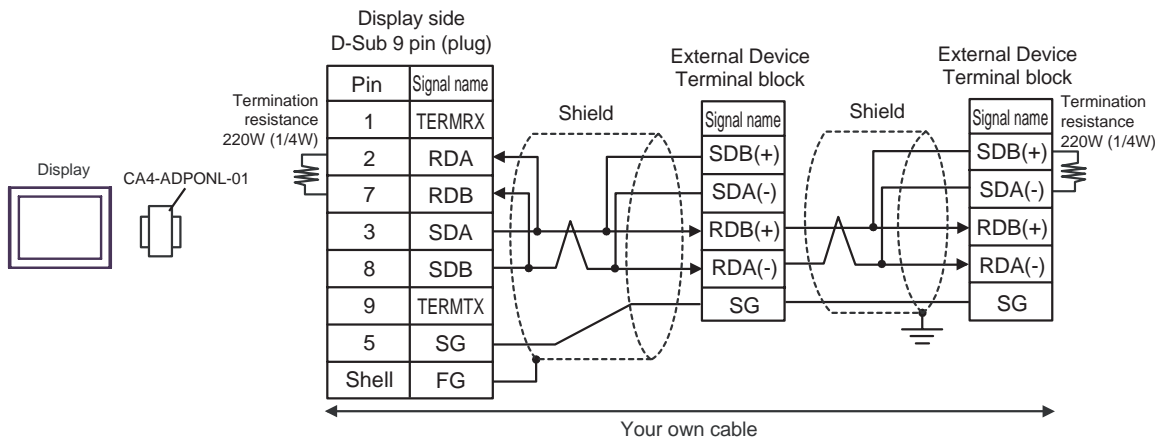 Display side
D-Sub 9 pin (plug)
External Device
Terminal block
External Device
Terminal block
Termination
resistance
220W (1/4W)
Pin
Signal name
1
TERMRX
2
RDA
7
RDB
3
SDA
8
SDB
9
TERMTX
5
SG
Shell
FG
Display
CA4-ADPONL-01
Shield
Signal name
SDB(+)
SDA(-)
RDB(+)
RDA(-)
SG
Shield
Signal name
SDB(+)
SDA(-)
RDB(+)
RDA(-)
SG
Termination
resistance
220W (1/4W)
Your own cable